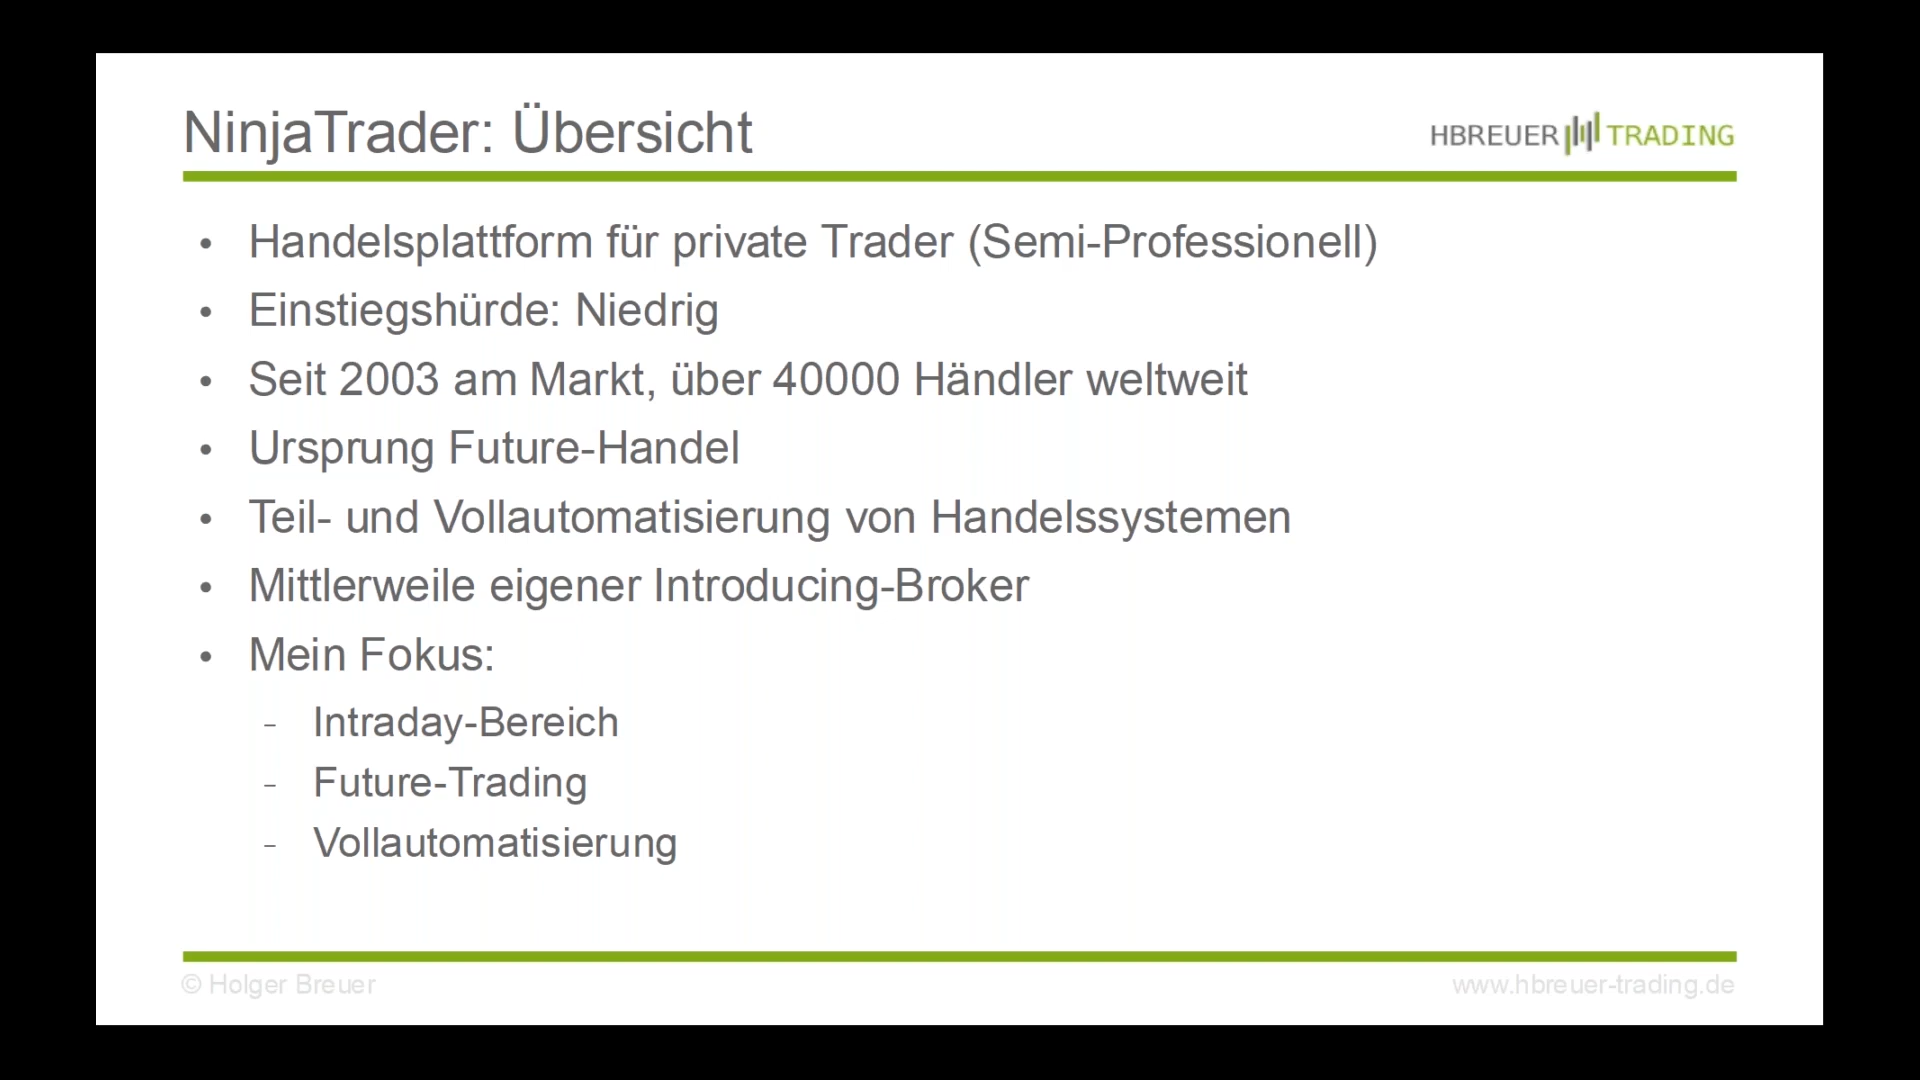 NinjaTrader: Übersicht
HBREUER TRADING
• Handelsplattform für private Trader (Semi-Professionell)
• Einstiegshürde: Niedrig
• Seit 2003 am Markt, über 40000 Händler weltweit
• Ursprung Future-Handel
• Teil- und Vollautomatisierung von Handelssystemen
• Mittlerweile eigener Introducing-Broker
• Mein Fokus:
- Intraday-Bereich
- Future-Trading
- Vollautomatisierung
© Holger Breuer
www.hbreuer-trading.de